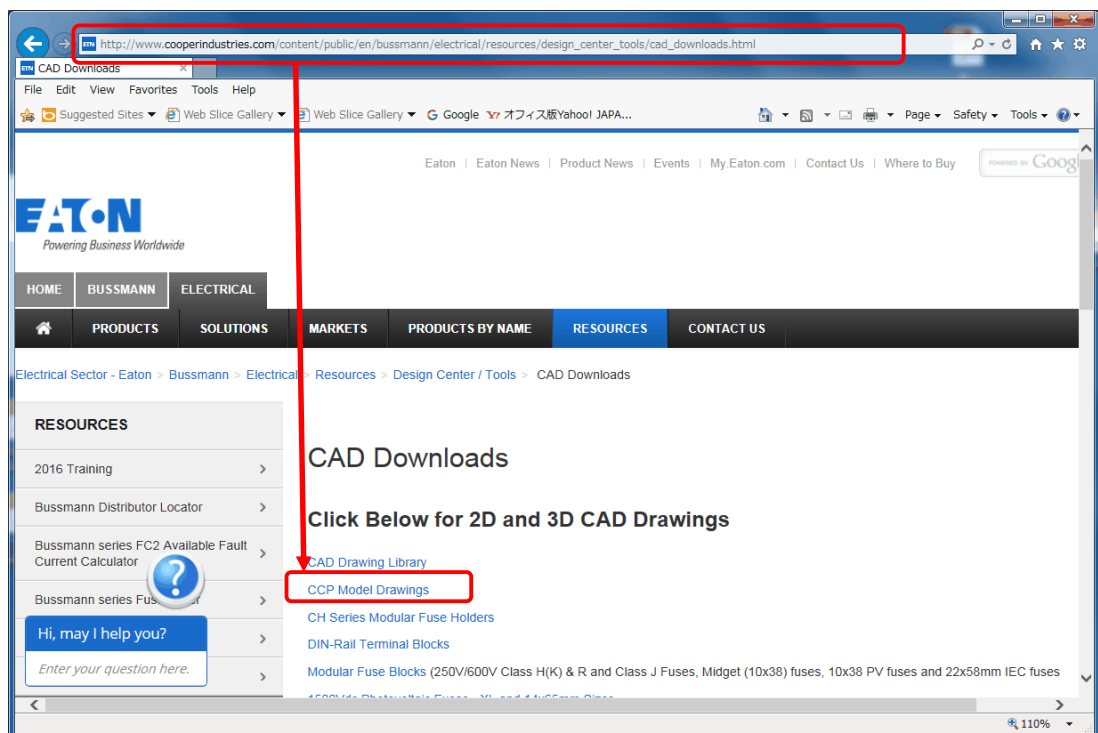 ETN http://www.cooperindustries.com/content/public/en/bussmann/electrical/resources/design_center_tools/cad_downloads.html
ETN CAD Downloads
File Edit View Favorites Tools Help
Suggested Sites Web Slice Gallery Web Slice Gallery Google オフィス版Yahoo! JAPA... Page Safety Tools
Eaton | Eaton News | Product News | Events | My.Eaton.com | Contact Us | Where to Buy
POWERED BY Googl
EATON
Powering Business Worldwide
HOME BUSSMANN ELECTRICAL
PRODUCTS SOLUTIONS MARKETS PRODUCTS BY NAME RESOURCES CONTACT US
Electrical Sector - Eaton > Bussmann > Electrical > Resources > Design Center / Tools > CAD Downloads
RESOURCES
2016 Training
Bussmann Distributor Locator
Bussmann series FC2 Available Fault
Current Calculator
Bussmann series
Hi, may I help you?
Enter your question here.
CAD Downloads
Click Below for 2D and 3D CAD Drawings
CAD Drawing Library
CCP Model Drawings
CH Series Modular Fuse Holders
DIN-Rail Terminal Blocks
Modular Fuse Blocks (250V/600V Class H(K) & R and Class J Fuses, Midget (10x38) fuses, 10x38 PV fuses and 22x58mm IEC fuses
110%